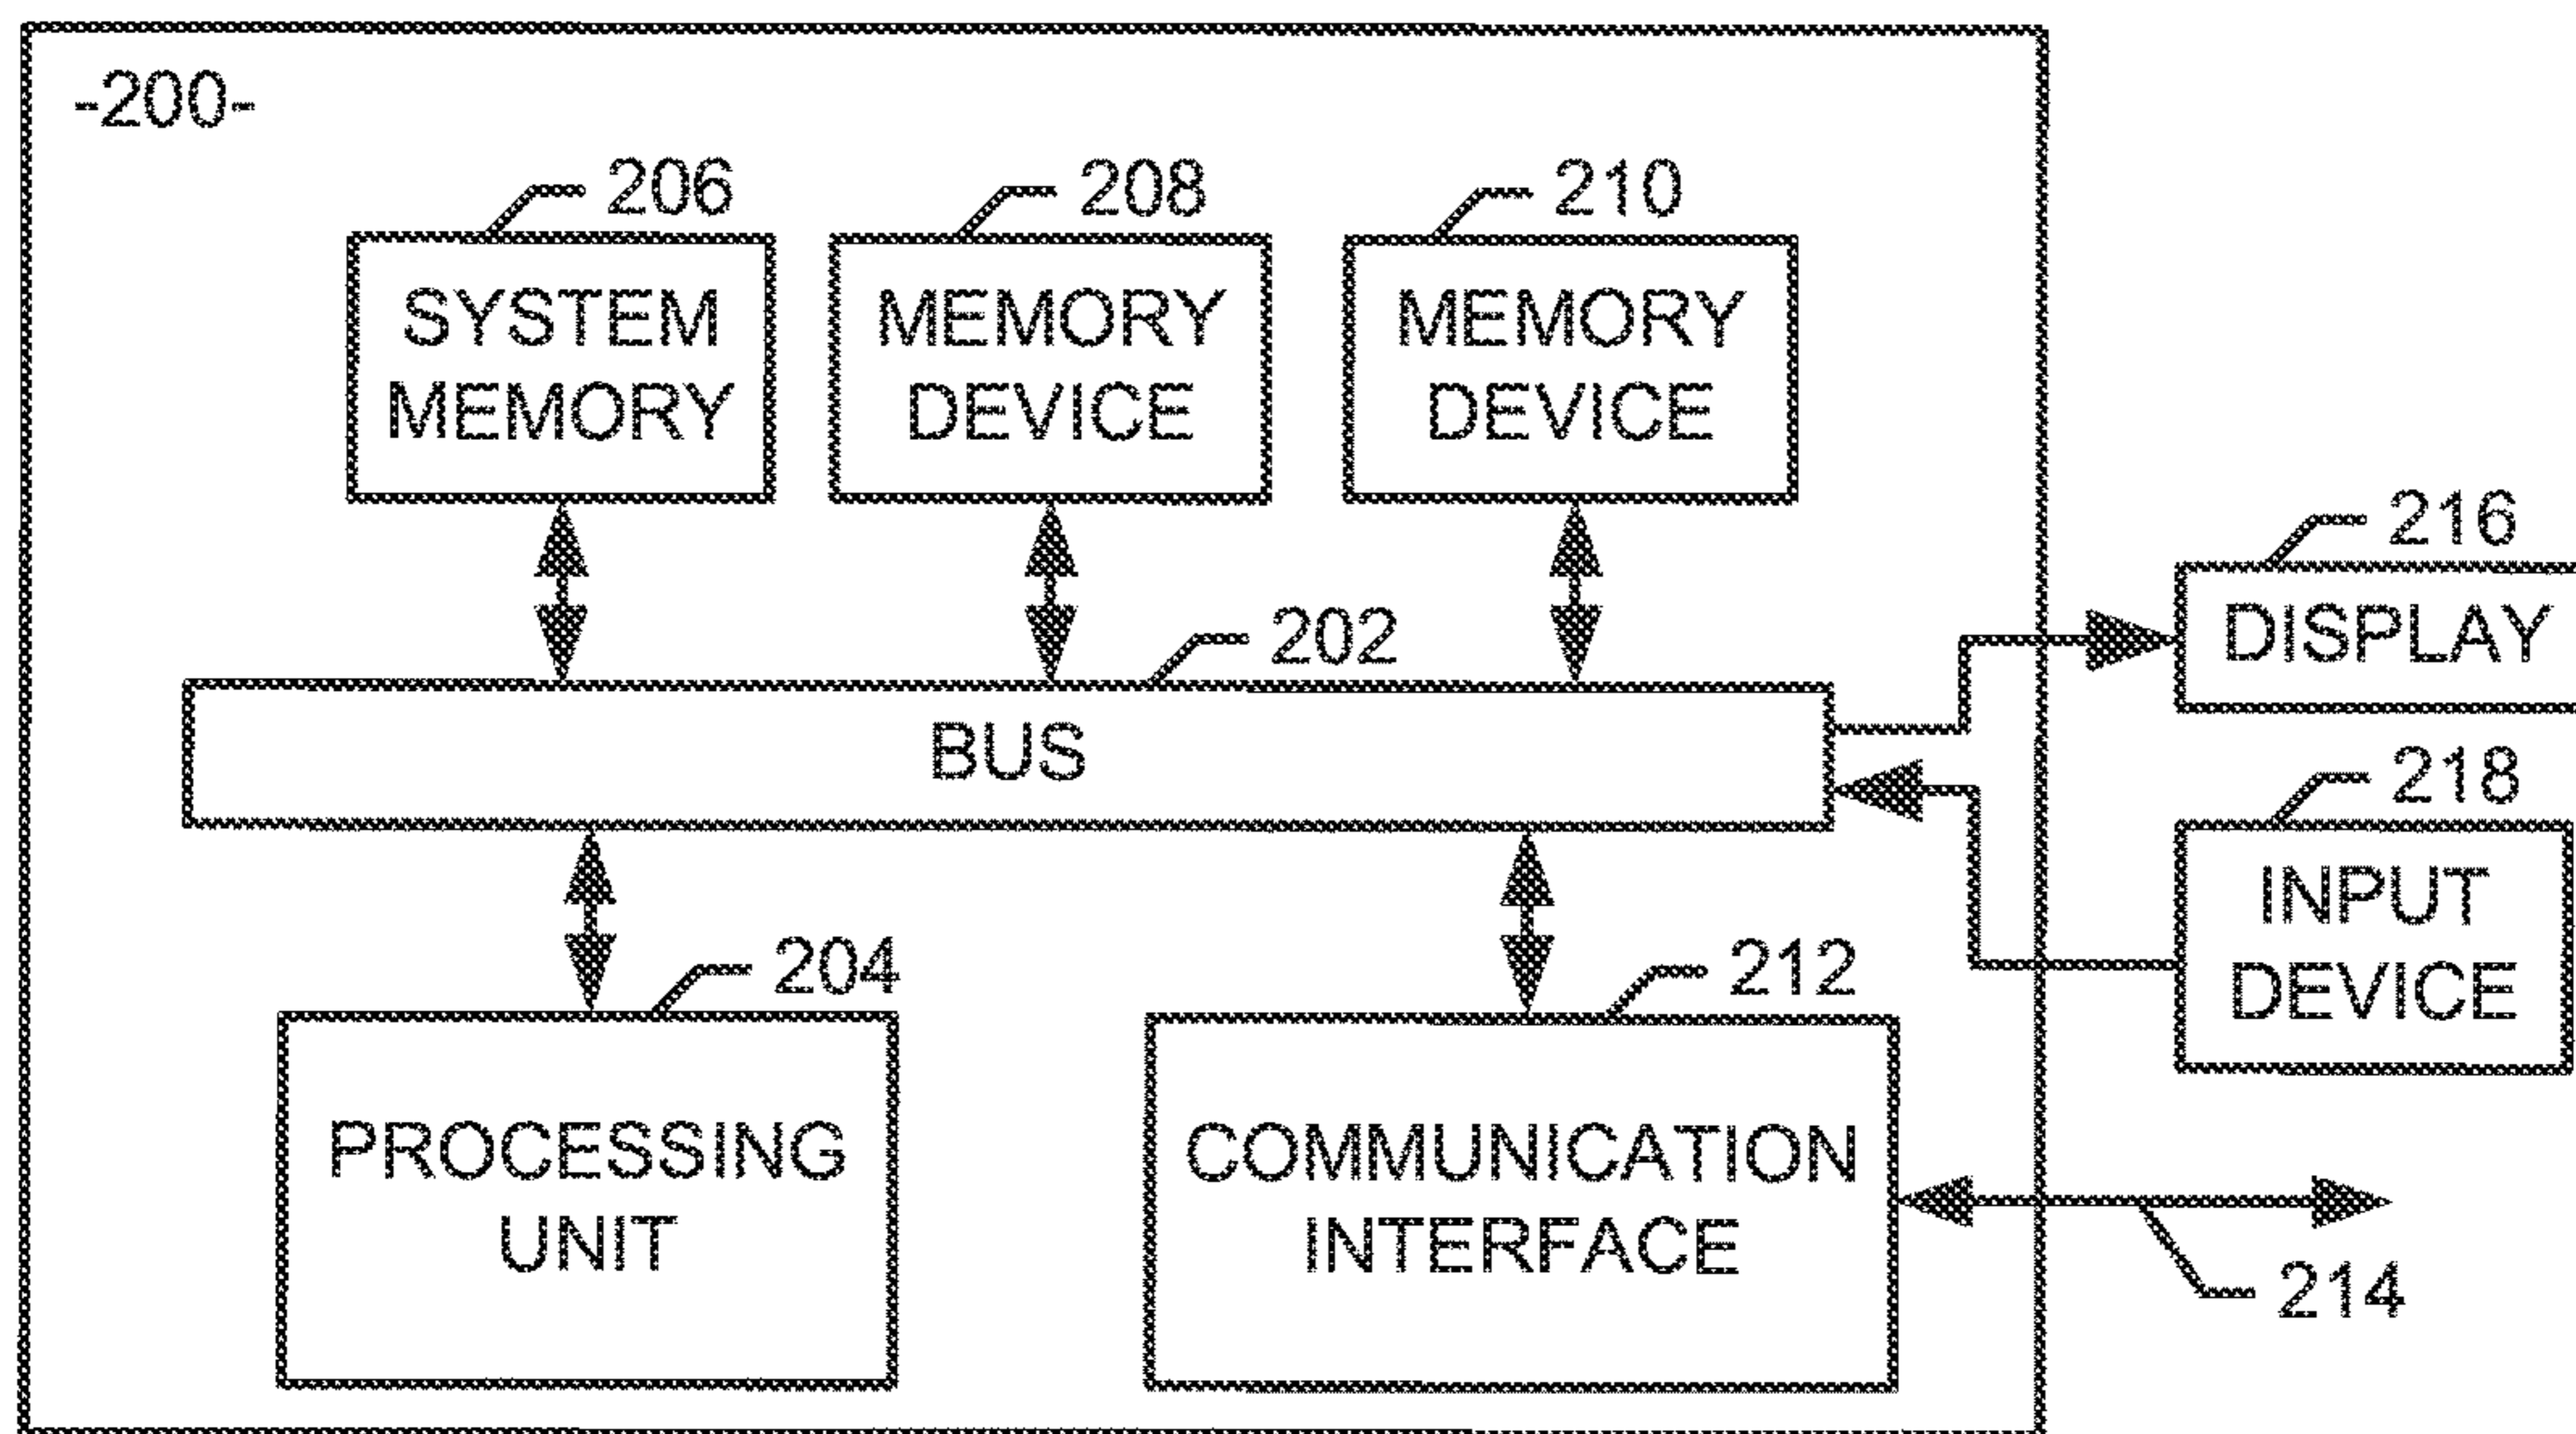 -200-
206
208
210
SYSTEM
MEMORY
MEMORY
DEVICE
MEMORY
DEVICE
216
DISPLAY
202
BUS
218
INPUT
DEVICE
204
212
PROCESSING
UNIT
COMMUNICATION
INTERFACE
214